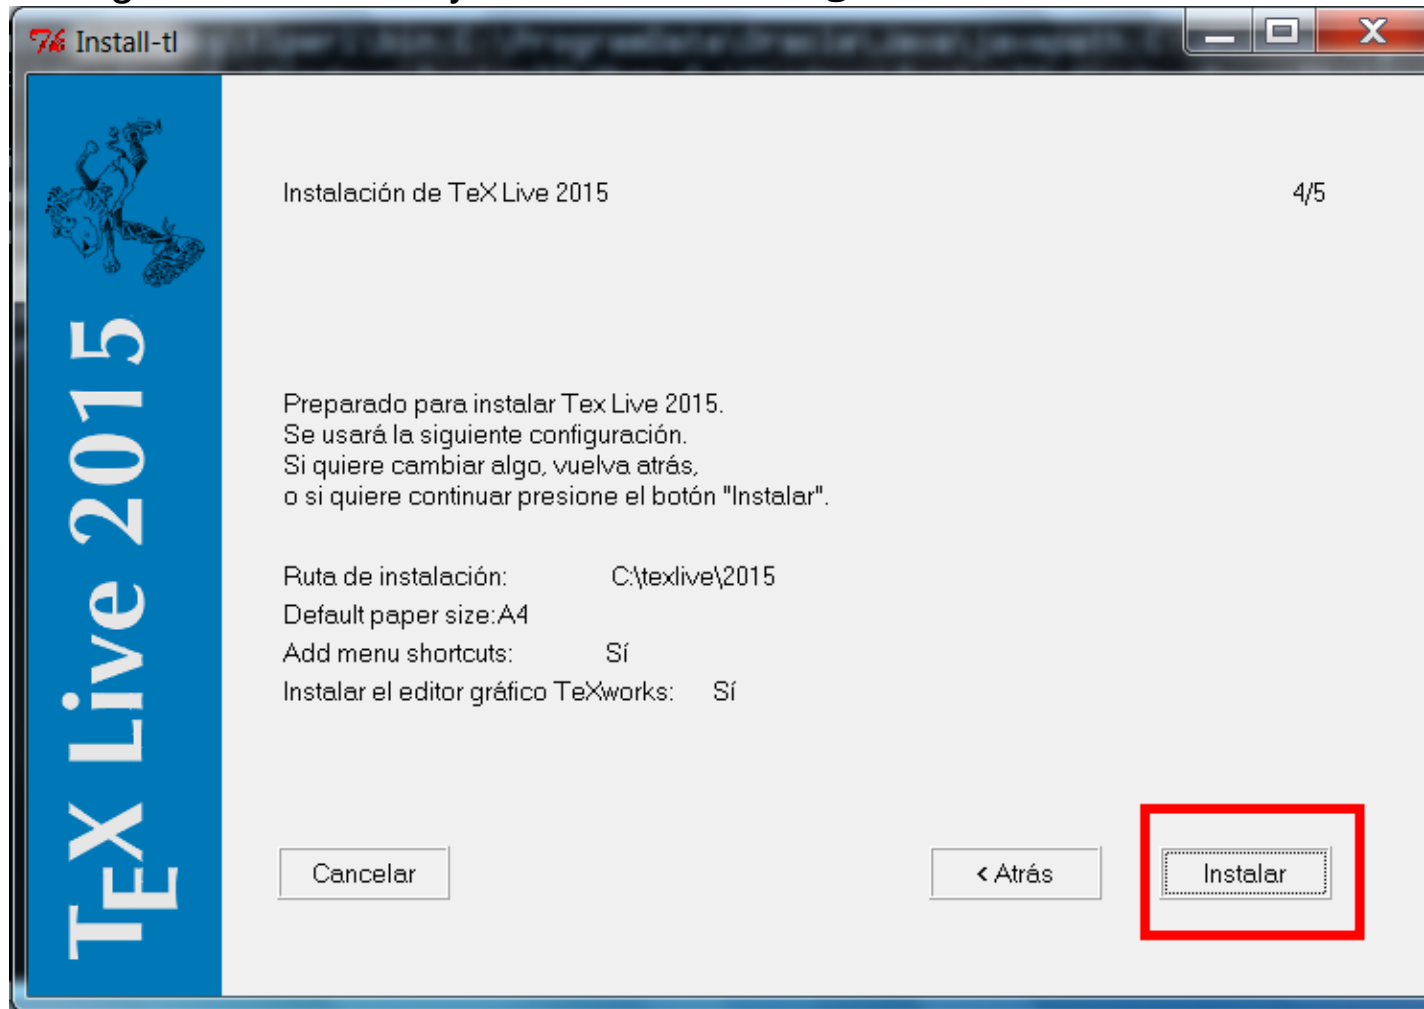 Install-tl
Instalación de TeX Live 2015
4/5
Preparado para instalar Tex Live 2015.
Se usará la siguiente configuración.
Si quiere cambiar algo, vuelva atrás,
o si quiere continuar presione el botón "Instalar".
Ruta de instalación: C:\texlive\2015
Default paper size:A4
Add menu shortcuts: Sí
Instalar el editor gráfico TeXworks: Sí
Cancelar
< Atrás
Instalar
TEX Live 2015